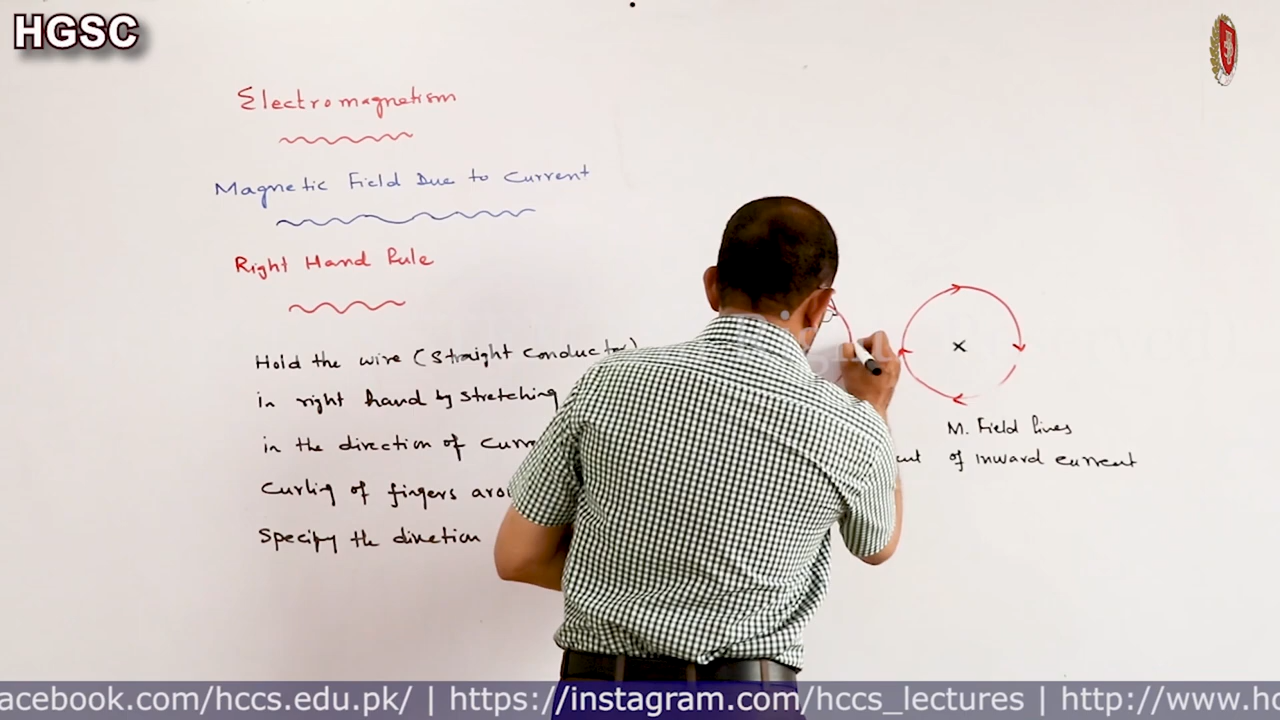 HGSC
Electromagnetism
Magnetic Field Due to Current
Right Hand Rule
Hold the wire (straight conductor)
in right hand by stretching
in the direction of
Curling of fingers
Specify the direction
x
M. Field lines
of inward current
acebook.com/hccs.edu.pk/ | https://instagram.com/hccs_lectures | http://www.hc